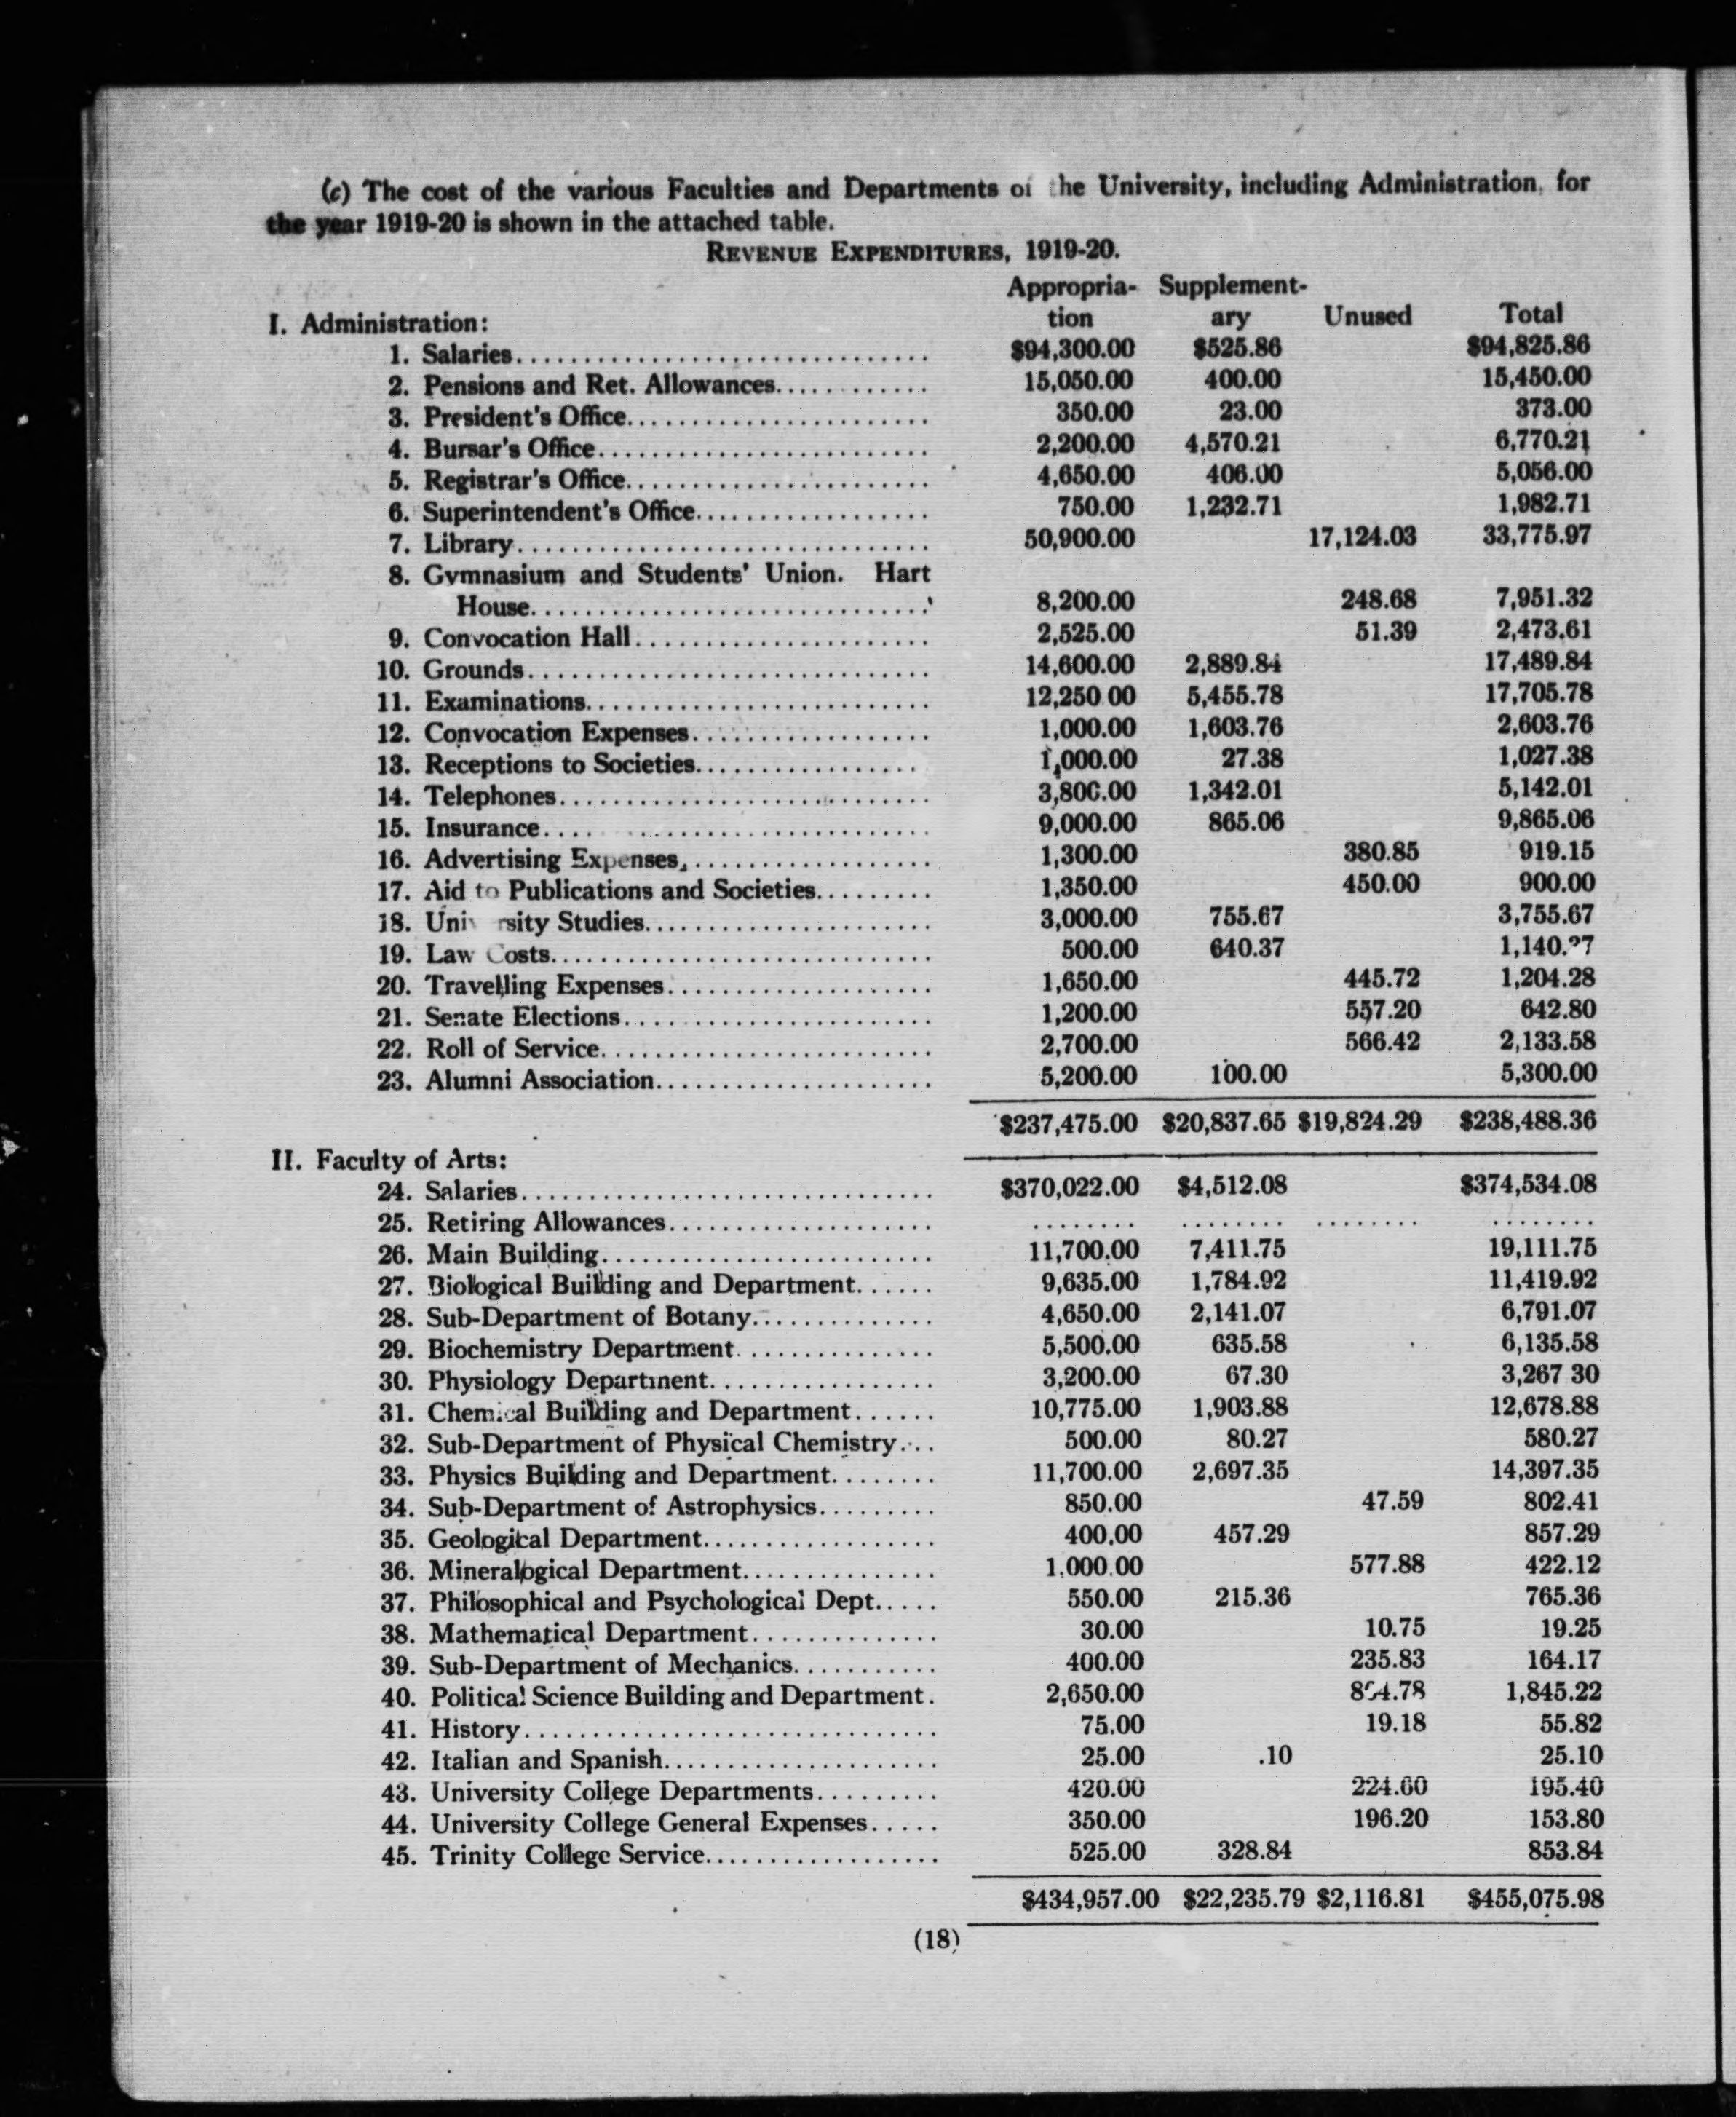 (c) The cost of the various Faculties and Departments of the University, including Administration, for
the year 1919-20 is shown in the attached table.
REVENUE EXPENDITURES, 1919-20.
Appropria- Supplement-
I. Administration: tion ary Unused Total
1. Salaries.............................. $94,300.00 $525.86 $94,825.86
2. Pensions and Ret. Allowances............ 15,050.00 400.00 15,450.00
3. President's Office...................... 350.00 23.00 373.00
4. Bursar's Office......................... 2,200.00 4,570.21 6,770.21
5. Registrar's Office...................... 4,650.00 406.00 5,056.00
6. Superintendent's Office.................. 750.00 1,232.71 1,982.71
7. Library............................... 50,900.00 17,124.03 33,775.97
8. Gymnasium and Students' Union. Hart
House.............................. 8,200.00 248.68 7,951.32
9. Convocation Hall...................... 2,525.00 51.39 2,473.61
10. Grounds.............................. 14,600.00 2,889.84 17,489.84
11. Examinations.......................... 12,250.00 5,455.78 17,705.78
12. Convocation Expenses.................. 1,000.00 1,603.76 2,603.76
13. Receptions to Societies................. 1,000.00 27.38 1,027.38
14. Telephones............................ 3,800.00 1,342.01 5,142.01
15. Insurance............................. 9,000.00 865.06 9,865.06
16. Advertising Expenses................... 1,300.00 380.85 919.15
17. Aid to Publications and Societies......... 1,350.00 450.00 900.00
18. University Studies...................... 3,000.00 755.67 3,755.67
19. Law Costs............................. 500.00 640.37 1,140.37
20. Travelling Expenses.................... 1,650.00 445.72 1,204.28
21. Senate Elections....................... 1,200.00 557.20 642.80
22. Roll of Service......................... 2,700.00 566.42 2,133.58
23. Alumni Association..................... 5,200.00 100.00 5,300.00
$237,475.00 $20,837.65 $19,824.29 $238,488.36
II. Faculty of Arts:
24. Salaries............................... $370,022.00 $4,512.08 $374,534.08
25. Retiring Allowances.................... ........ ........ ........ ........
26. Main Building......................... 11,700.00 7,411.75 19,111.75
27. Biological Building and Department...... 9,635.00 1,784.92 11,419.92
28. Sub-Department of Botany.............. 4,650.00 2,141.07 6,791.07
29. Biochemistry Department............... 5,500.00 635.58 6,135.58
30. Physiology Department................. 3,200.00 67.30 3,267 30
31. Chemical Building and Department...... 10,775.00 1,903.88 12,678.88
32. Sub-Department of Physical Chemistry... 500.00 80.27 580.27
33. Physics Building and Department........ 11,700.00 2,697.35 14,397.35
34. Sub-Department of Astrophysics......... 850.00 47.59 802.41
35. Geological Department.................. 400.00 457.29 857.29
36. Mineralogical Department............... 1,000.00 577.88 422.12
37. Philosophical and Psychological Dept..... 550.00 215.36 765.36
38. Mathematical Department.............. 30.00 10.75 19.25
39. Sub-Department of Mechanics........... 400.00 235.83 164.17
40. Political Science Building and Department. 2,650.00 804.78 1,845.22
41. History............................... 75.00 19.18 55.82
42. Italian and Spanish..................... 25.00 .10 25.10
43. University College Departments......... 420.00 224.60 195.40
44. University College General Expenses..... 350.00 196.20 153.80
45. Trinity College Service.................. 525.00 328.84 853.84
$434,957.00 $22,235.79 $2,116.81 $455,075.98
(18)